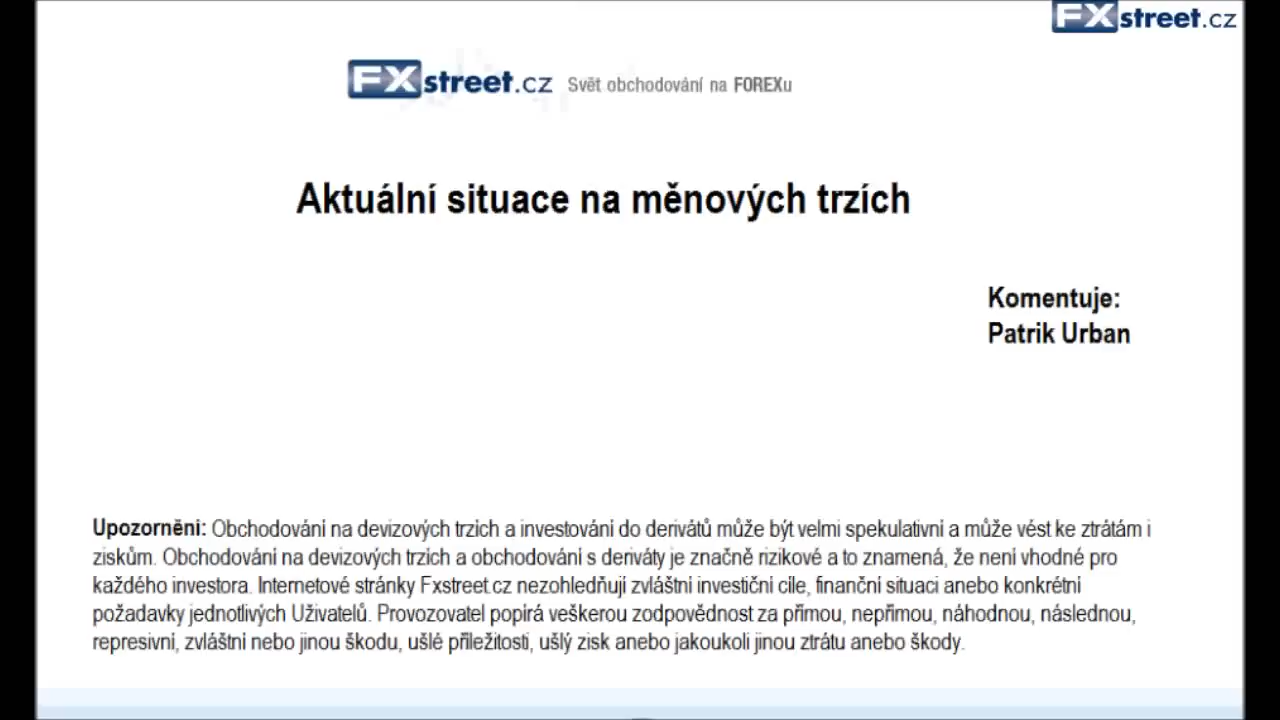 FXstreet.cz
FXstreet.cz Svět obchodování na FOREXu
Aktuální situace na měnových trzích
Komentuje:
Patrik Urban
Upozornění: Obchodování na devizových trzích a investování do derivátů může být velmi spekulativní a může vést ke ztrátám i
ziskům. Obchodování na devizových trzích a obchodování s deriváty je značně rizikové a to znamená, že není vhodné pro
každého investora. Internetové stránky Fxstreet.cz nezohledňují zvláštní investiční cíle, finanční situaci anebo konkrétní
požadavky jednotlivých Uživatelů. Provozovatel popírá veškerou zodpovědnost za přímou, nepřímou, náhodnou, následnou,
represivní, zvláštní nebo jinou škodu, ušlé příležitosti, ušlý zisk anebo jakoukoli jinou ztrátu anebo škody.